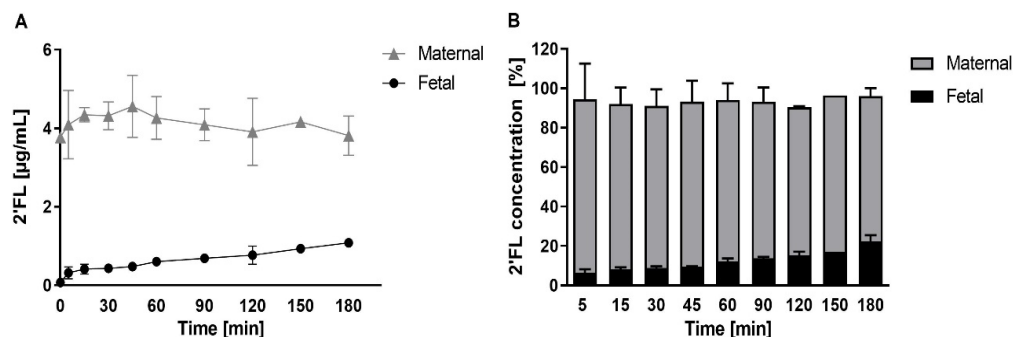 A
2'FL [µg/mL]
6
4
2
0
0 30 60 90 120 150 180
Time [min]
Maternal
Fetal
B
2'FL concentration [%]
120
100
80
60
40
20
0
5 15 30 45 60 90 120 150 180
Time [min]
Maternal
Fetal